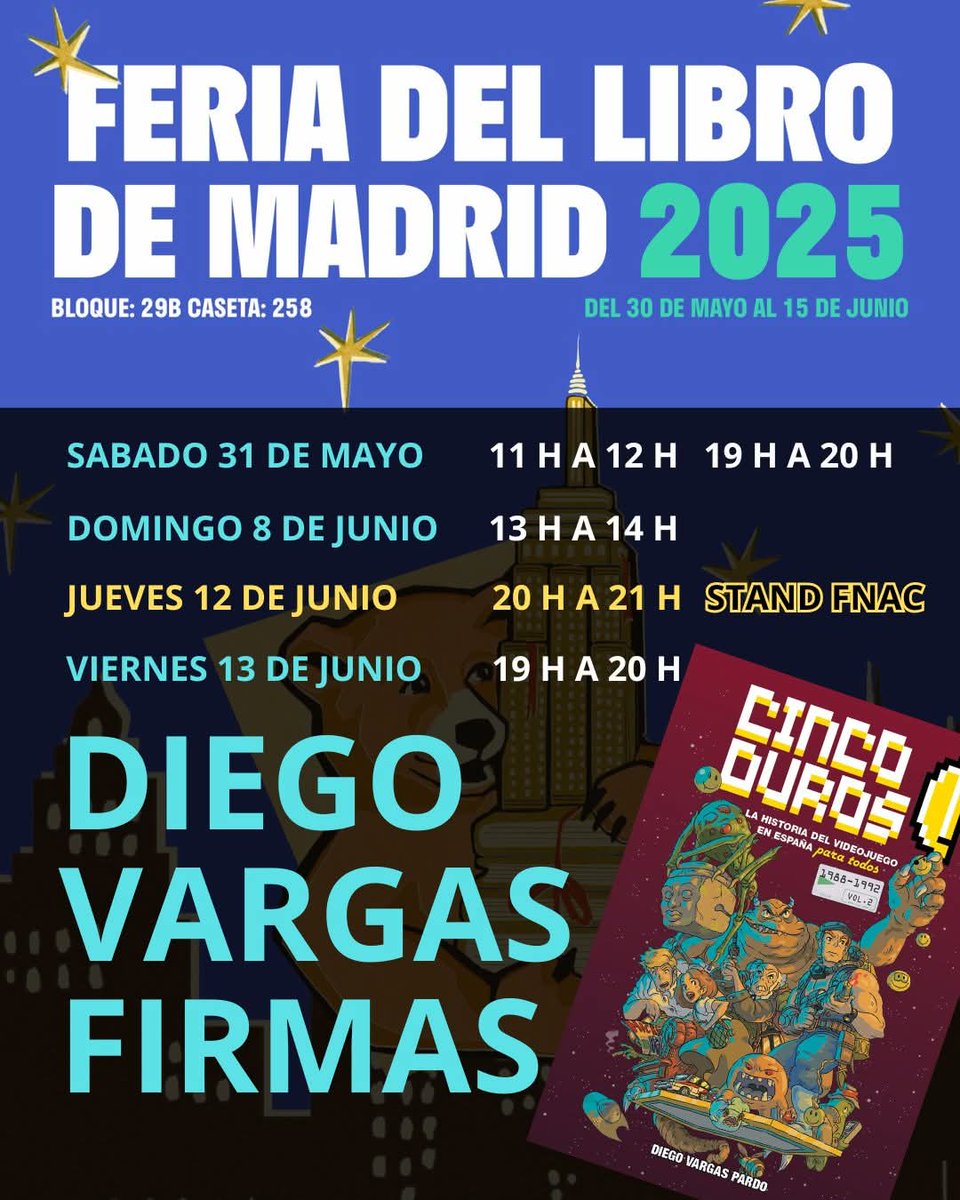 FERIA DEL LIBRO
DE MADRID 2025
BLOQUE: 29B CASETA: 258 DEL 30 DE MAYO AL 15 DE JUNIO
SABADO 31 DE MAYO 11 H A 12 H 19 H A 20 H
DOMINGO 8 DE JUNIO 13 H A 14 H
JUEVES 12 DE JUNIO 20 H A 21 H STAND FNAC
VIERNES 13 DE JUNIO 19 H A 20 H
DIEGO
VARGAS
FIRMAS
CINCO
DUROS
LA HISTORIA DEL VIDEOJUEGO
EN ESPAÑA para todos
1988-1992
VOL.2
DIEGO VARGAS PARDO